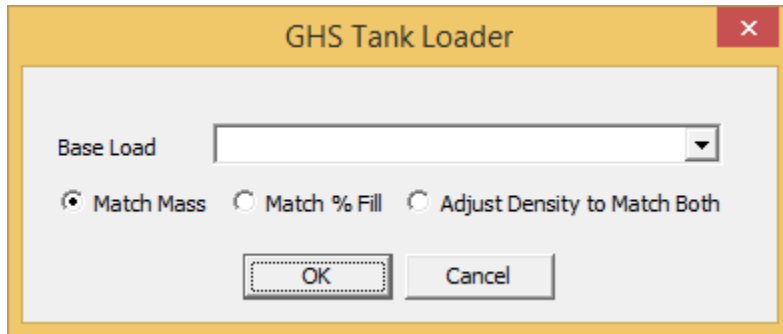 GHS Tank Loader
Base Load
Match Mass Match % Fill Adjust Density to Match Both
OK Cancel